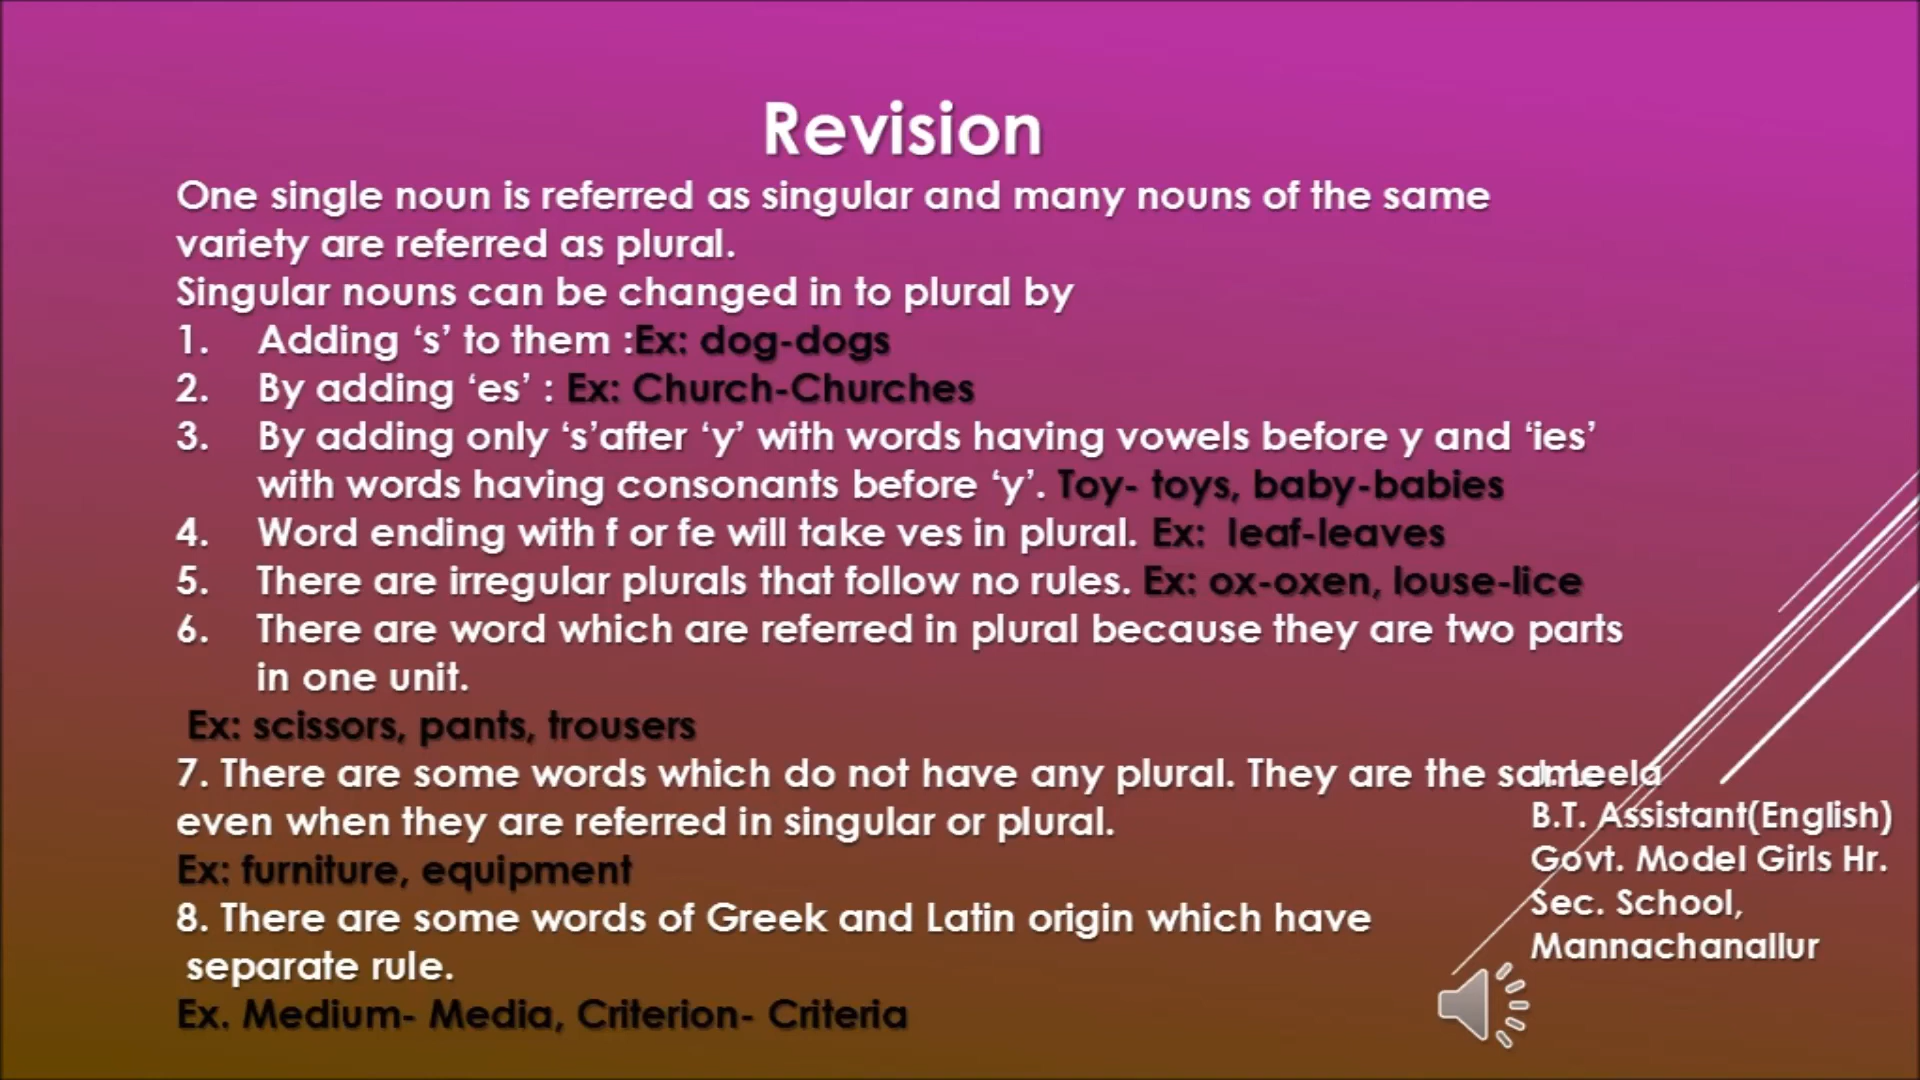 Revision
One single noun is referred as singular and many nouns of the same
variety are referred as plural.
Singular nouns can be changed in to plural by
1. Adding ‘s’ to them :Ex: dog-dogs
2. By adding ‘es’ : Ex: Church-Churches
3. By adding only ‘s’after ‘y’ with words having vowels before y and ‘ies’
with words having consonants before ‘y’. Toy- toys, baby-babies
4. Word ending with f or fe will take ves in plural. Ex: leaf-leaves
5. There are irregular plurals that follow no rules. Ex: ox-oxen, louse-lice
6. There are word which are referred in plural because they are two parts
in one unit.
Ex: scissors, pants, trousers
7. There are some words which do not have any plural. They are the same
even when they are referred in singular or plural.
Ex: furniture, equipment
8. There are some words of Greek and Latin origin which have
separate rule.
Ex. Medium- Media, Criterion- Criteria
Leela
B.T. Assistant(English)
Govt. Model Girls Hr.
Sec. School,
Mannachanallur